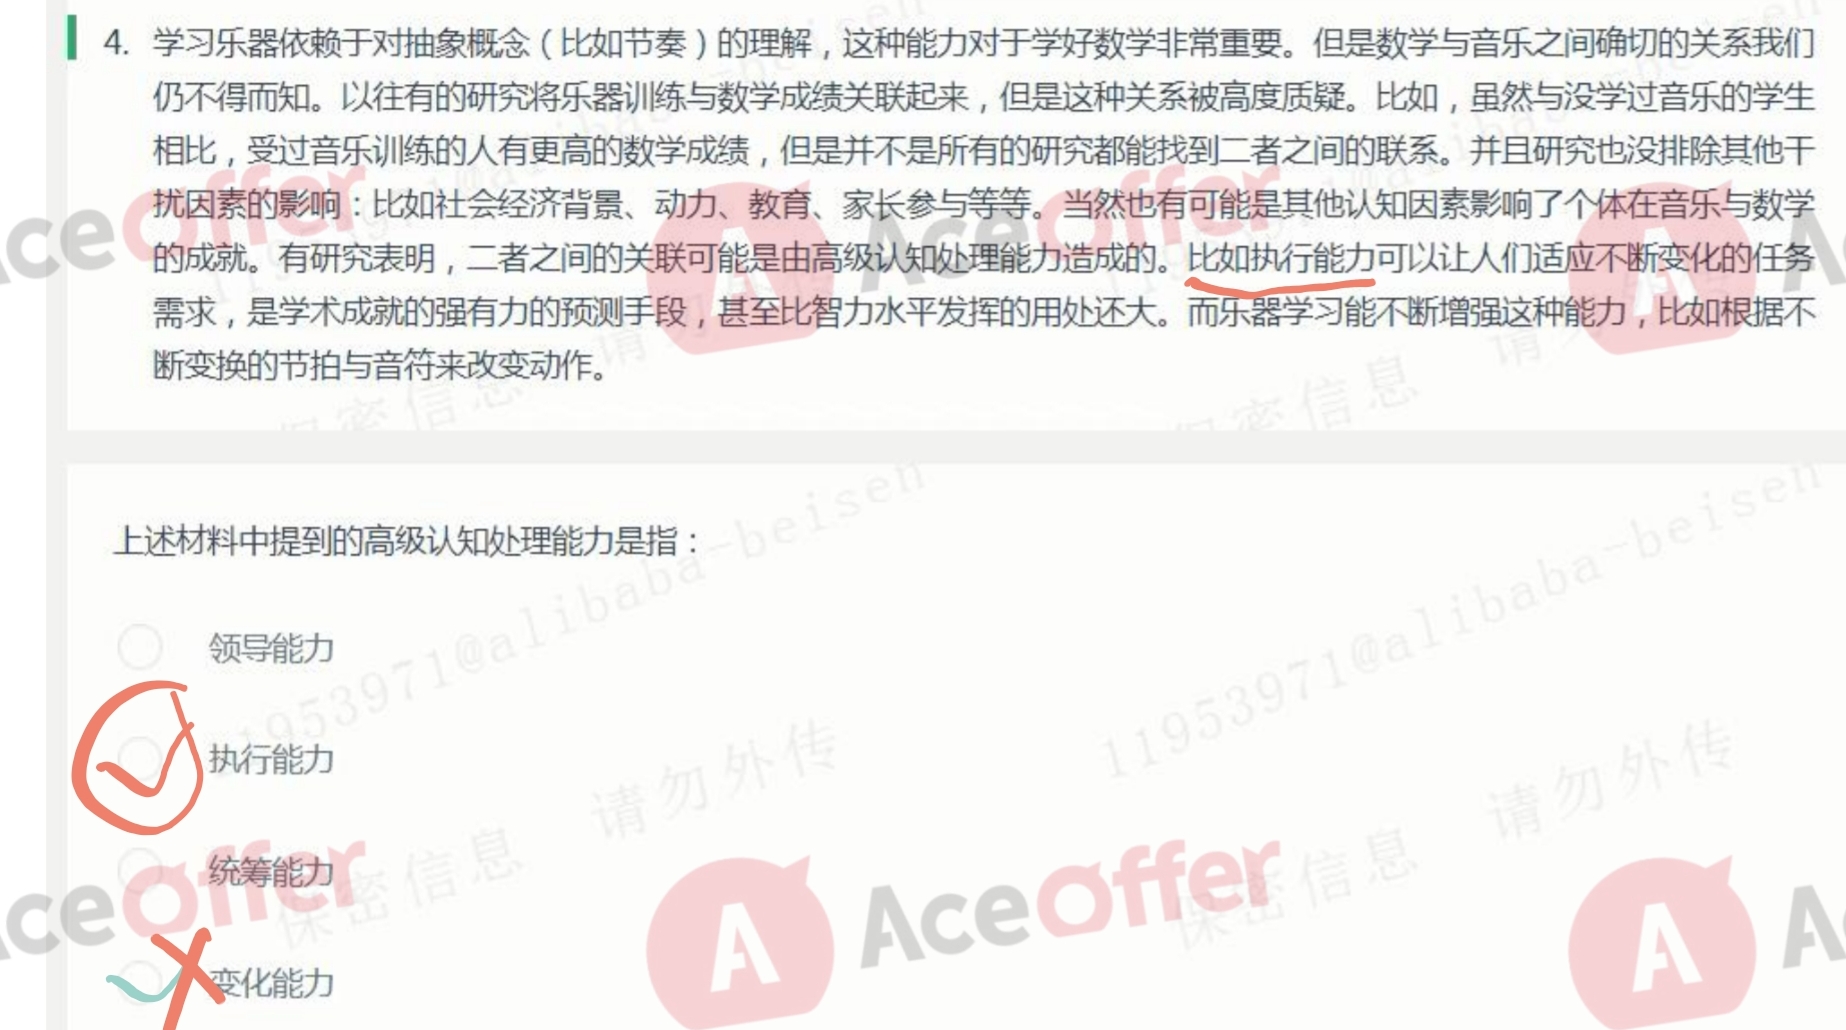 4. 学习乐器依赖于对抽象概念（比如节奏）的理解，这种能力对于学好数学非常重要。但是数学与音乐之间确切的关系我们
仍不得而知。以往有的研究将乐器训练与数学成绩关联起来，但是这种关系被高度质疑。比如，虽然与没学过音乐的学生
相比，受过音乐训练的人有更高的数学成绩，但是并不是所有的研究都能找到二者之间的联系。并且研究也没排除其他干
扰因素的影响：比如社会经济背景、动力、教育、家长参与等等。当然也有可能是其他认知因素影响了个体在音乐与数学
的成就。有研究表明，二者之间的关联可能是由高级认知处理能力造成的。比如执行能力可以让人们适应不断变化的任务
需求，是学术成就的强有力的预测手段，甚至比智力水平发挥的用处还大。而乐器学习能不断增强这种能力，比如根据不
断变换的节拍与音符来改变动作。
上述材料中提到的高级认知处理能力是指：
领导能力
执行能力
统筹能力
变化能力
AceOffer
AceOffer
AceOffer
AceOffer
11953971@alibaba-beisen
11953971@alibaba-beisen
保密信息 请勿外传
保密信息 请勿外传